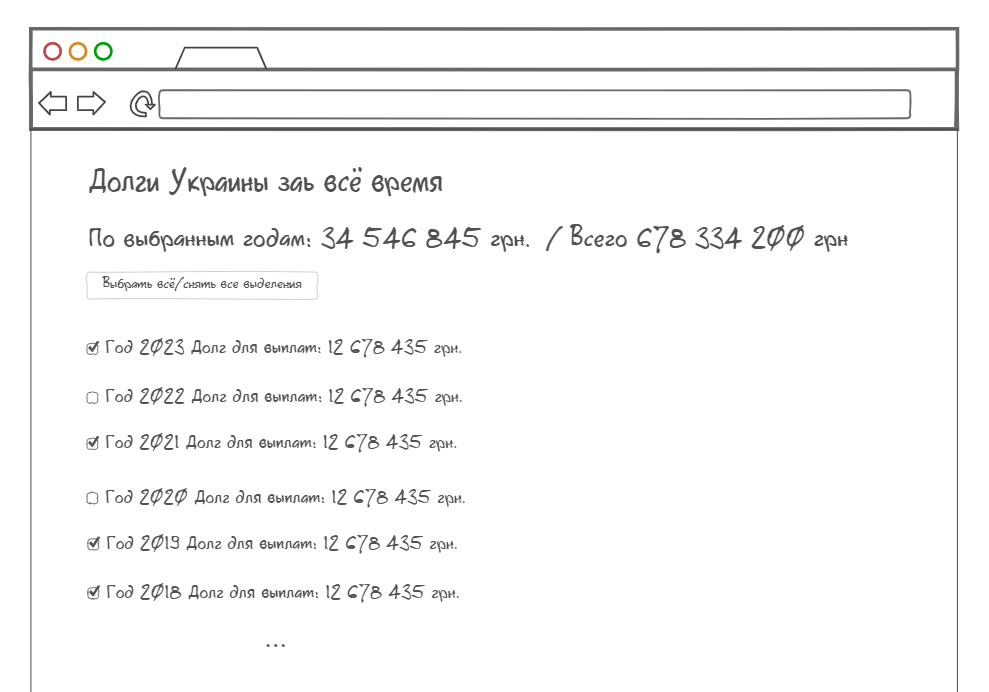 Долги Украины заь всё время
По выбранным годам: 34 546 845 грн. / Всего 678 334 200 грн
Выбрать всё/снять все выделения
Год 2023 Долг для выплат: 12 678 435 грн.
Год 2022 Долг для выплат: 12 678 435 грн.
Год 2021 Долг для выплат: 12 678 435 грн.
Год 2020 Долг для выплат: 12 678 435 грн.
Год 2019 Долг для выплат: 12 678 435 грн.
Год 2018 Долг для выплат: 12 678 435 грн.
...